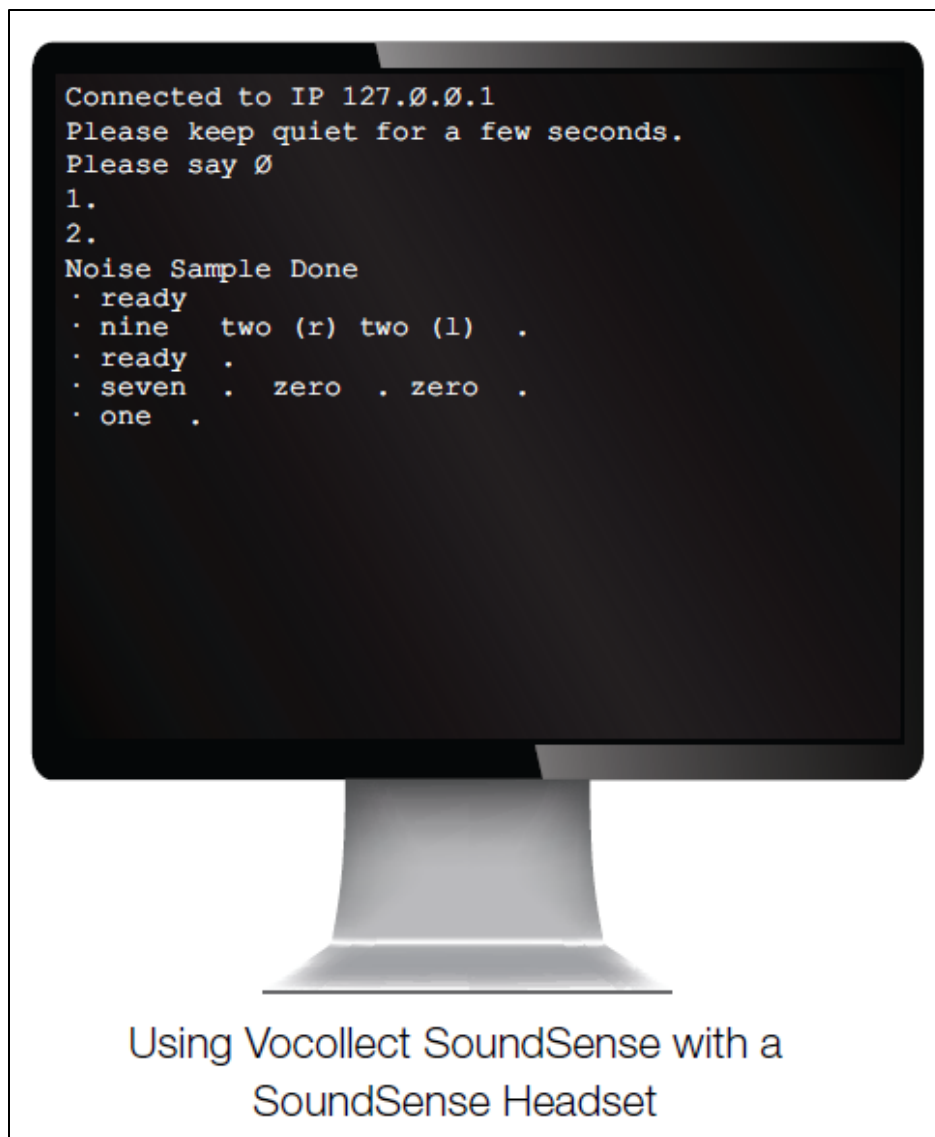 Connected to IP 127.Ø.Ø.1
Please keep quiet for a few seconds.
Please say Ø
1.
2.
Noise Sample Done
· ready
· nine   two (r) two (l)  .
· ready  .
· seven  .  zero  . zero  .
· one  .
Using Vocollect SoundSense with a
SoundSense Headset